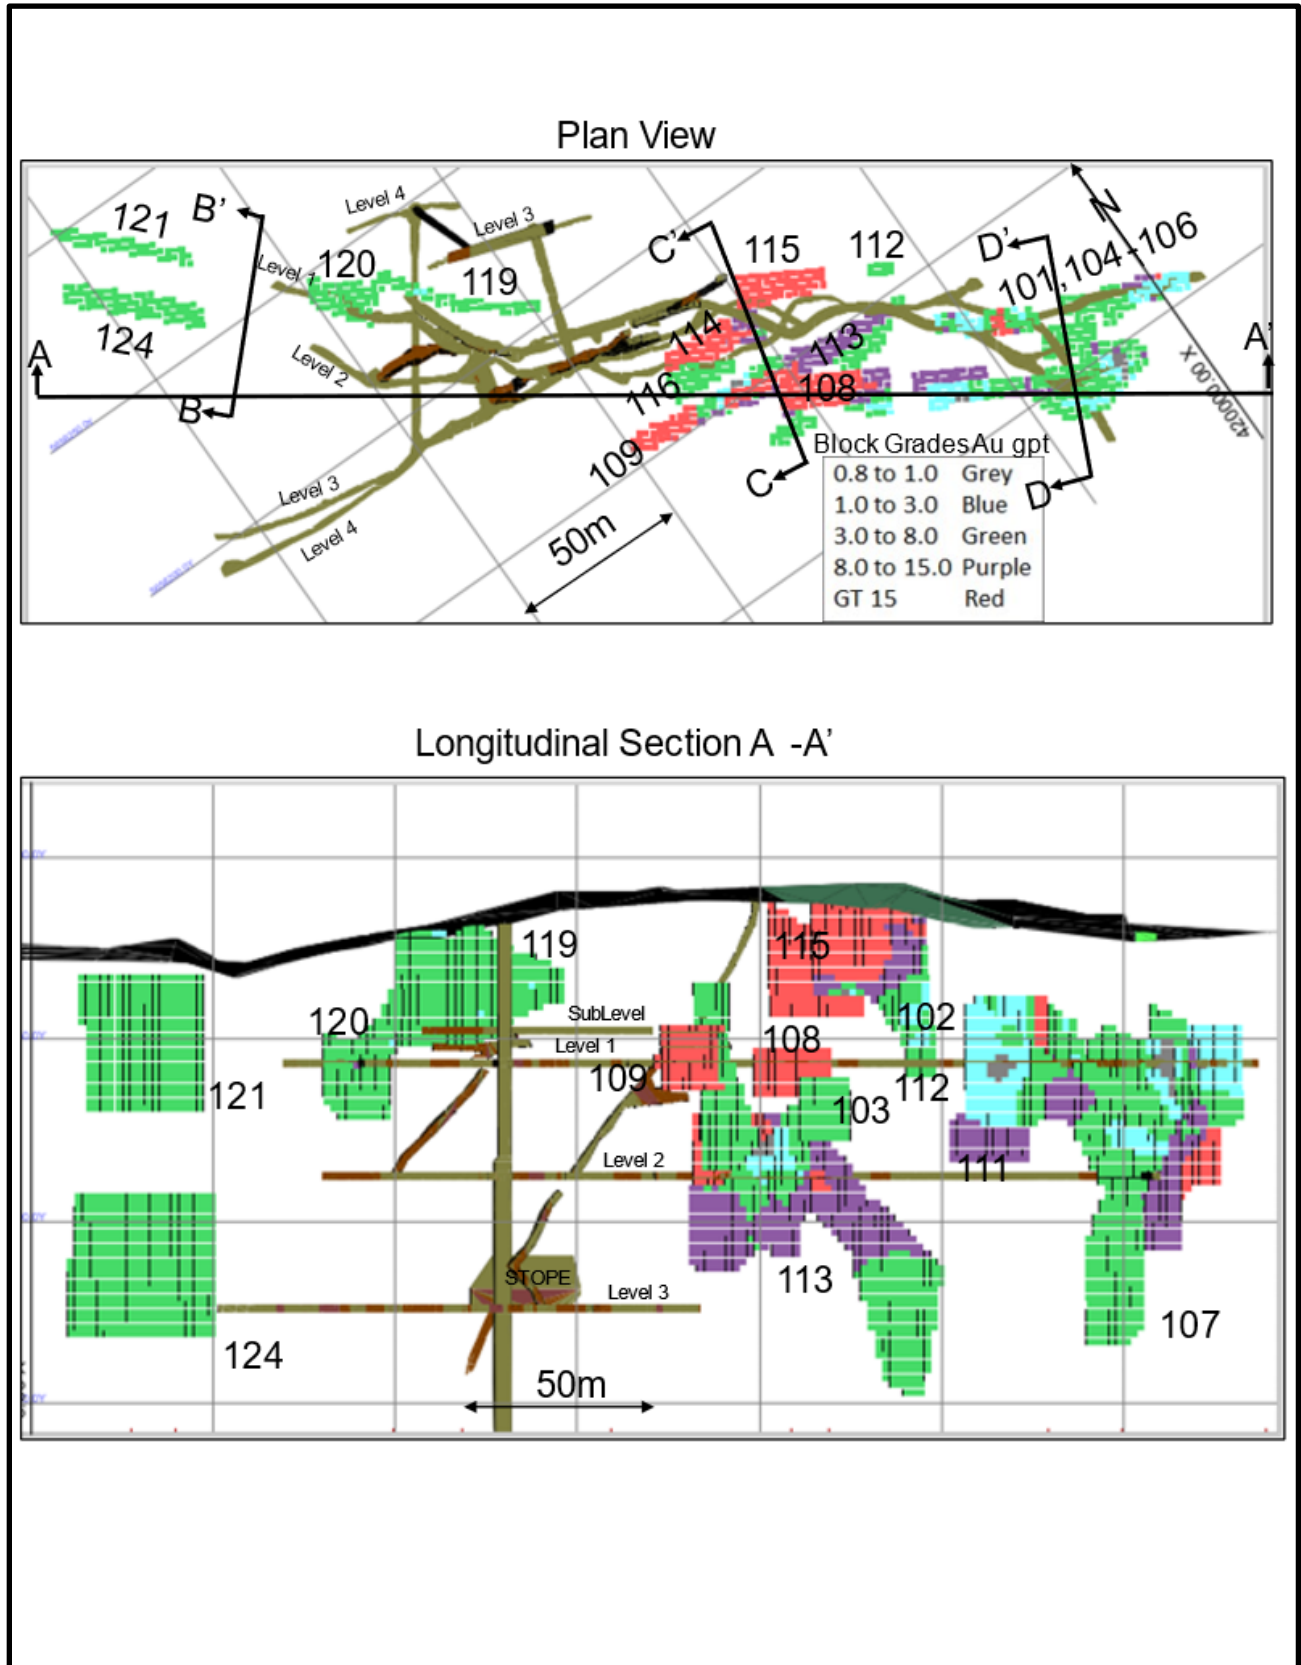 Plan View
B'
121
Level 4
Level 3
N
C'
115
112
D'
101,104-106
Level 1
120
119
124
Level 2
114
113
A
A'
116
108
B
109
Block Grades Au gpt
0.8 to 1.0 Grey
1.0 to 3.0 Blue
3.0 to 8.0 Green
8.0 to 15.0 Purple
GT 15 Red
C
D
Level 3
Level 4
50m
Longitudinal Section A -A'
119
115
SubLevel
120
102
Level 1
108
109
112
121
103
Level 2
111
STOPE
113
Level 3
107
124
50m